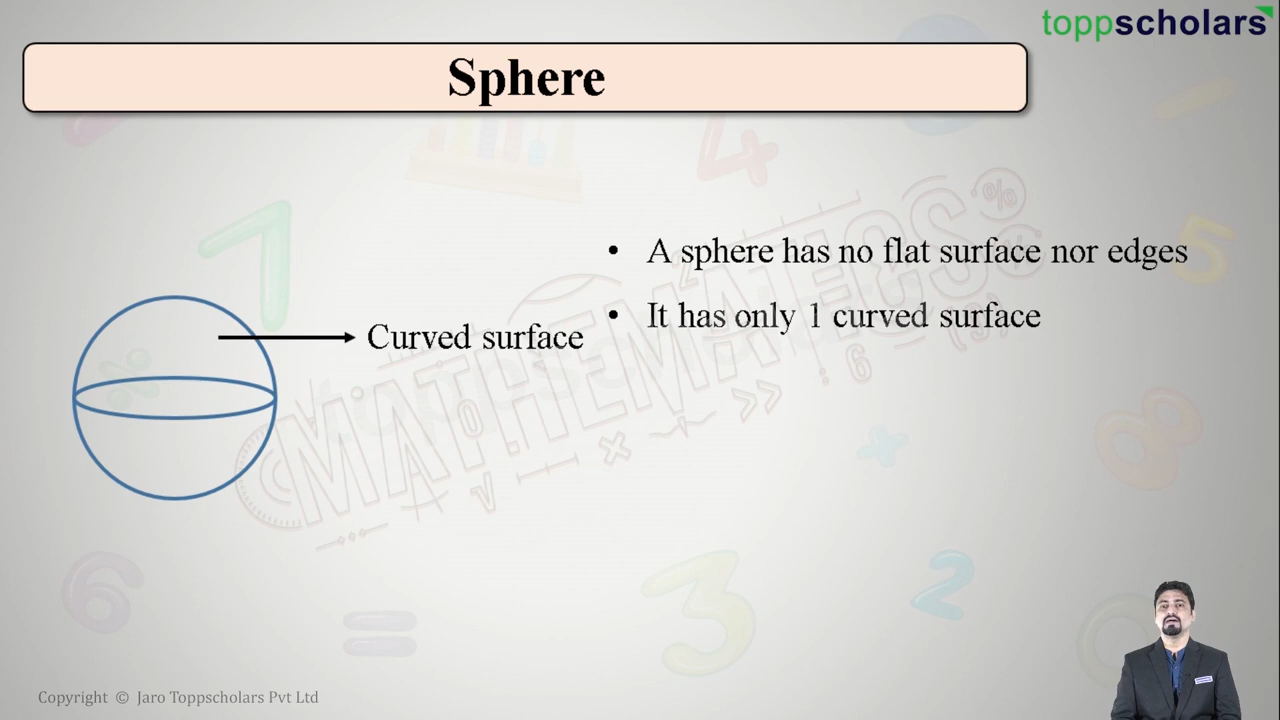 toppscholars
Sphere
• A sphere has no flat surface nor edges
• It has only 1 curved surface
Curved surface
MATHEMATICS
Copyright © Jaro Toppscholars Pvt Ltd